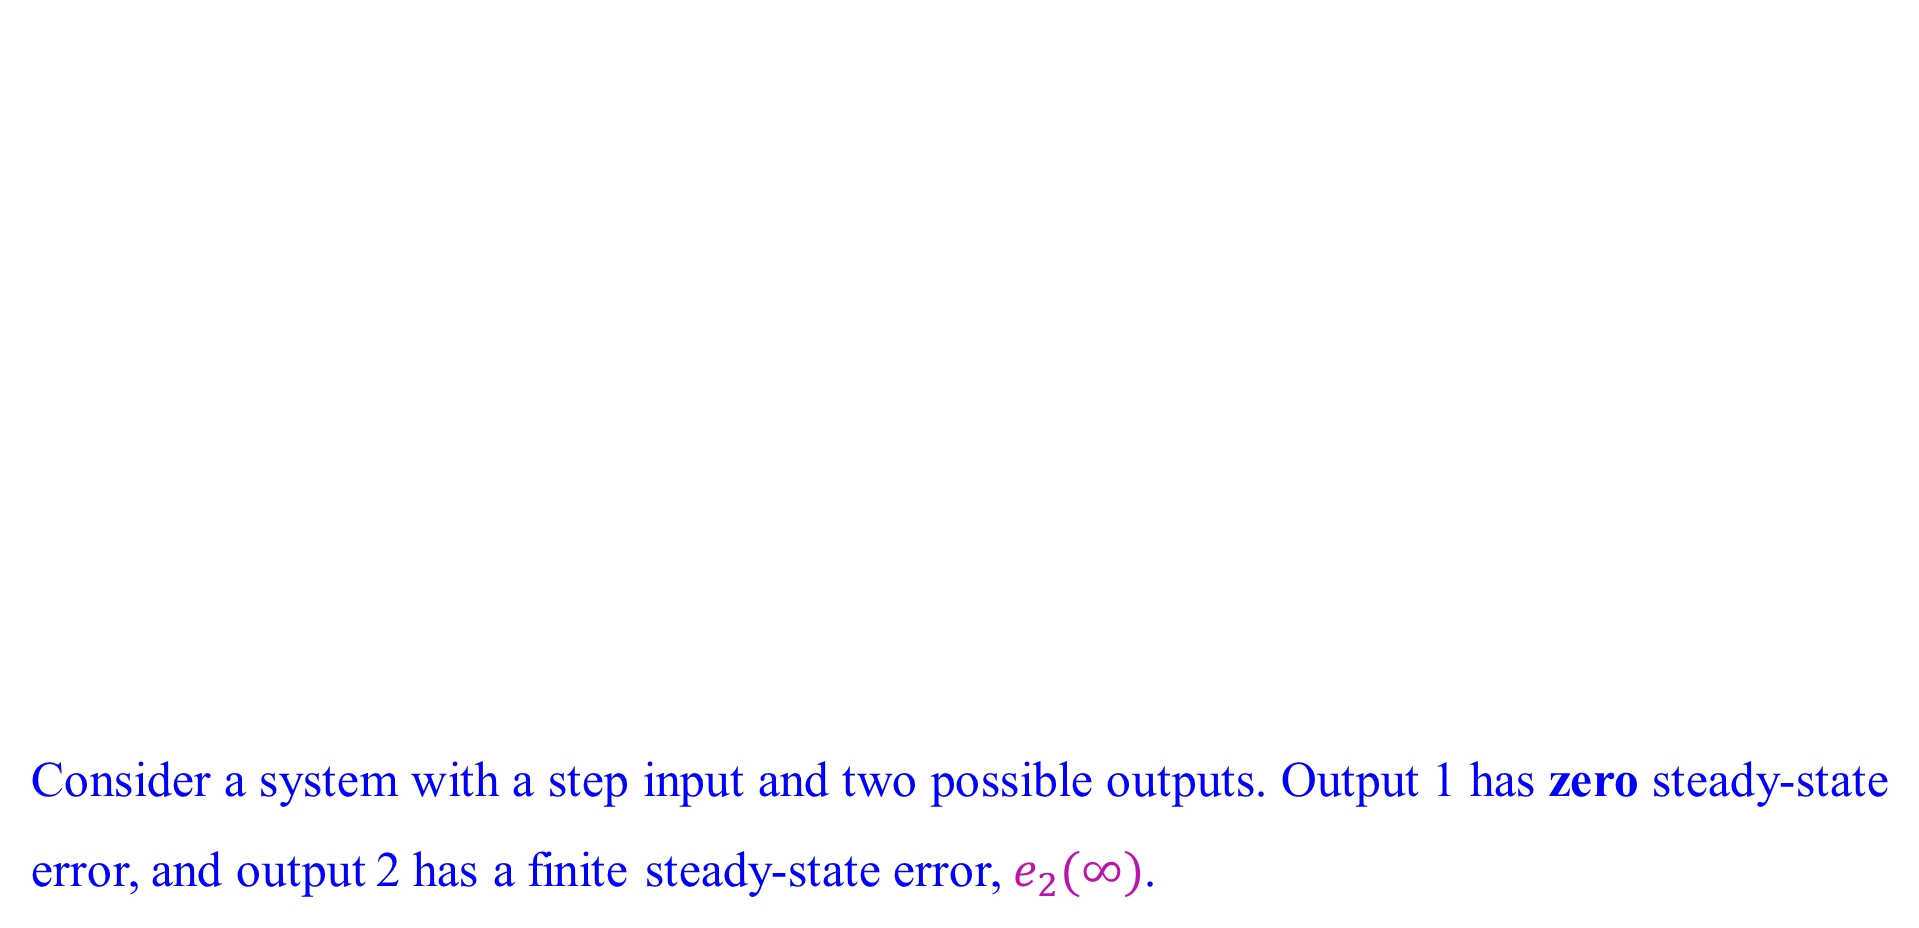 Consider a system with a step input and two possible outputs. Output 1 has zero steady-state
error, and output 2 has a finite steady-state error, e₂(∞).